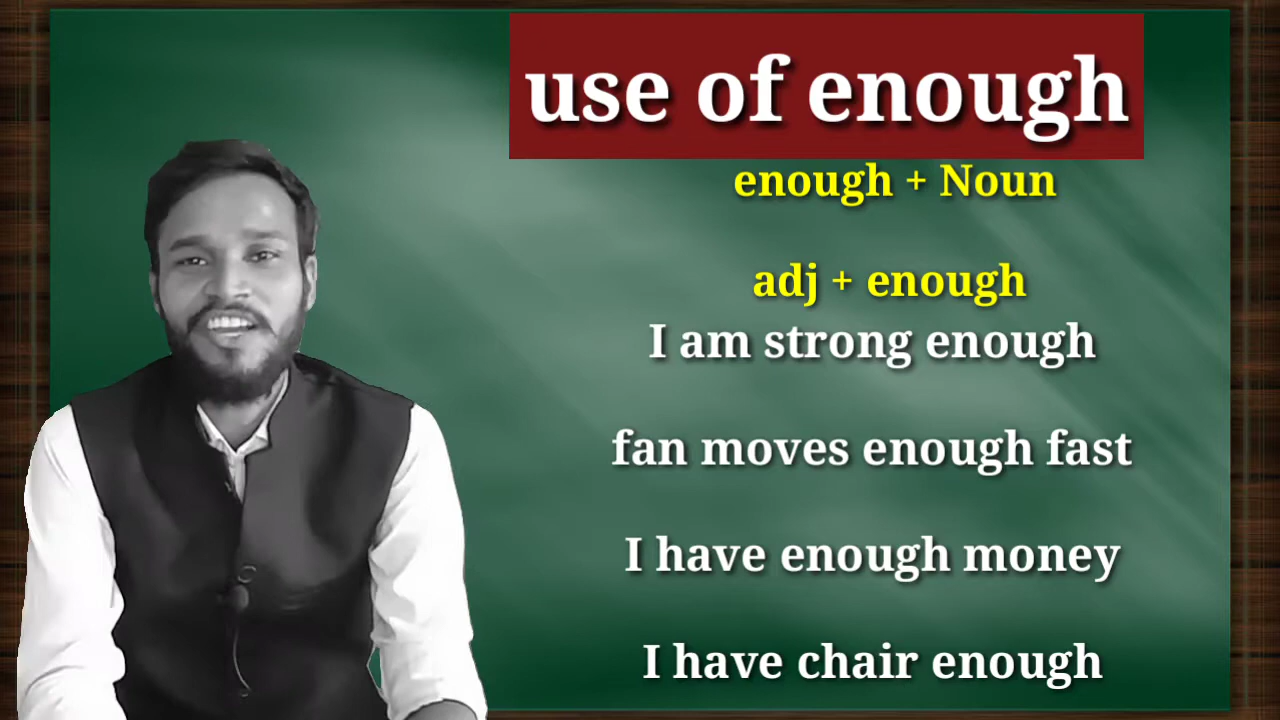 use of enough
enough + Noun
adj + enough
I am strong enough
fan moves enough fast
I have enough money
I have chair enough